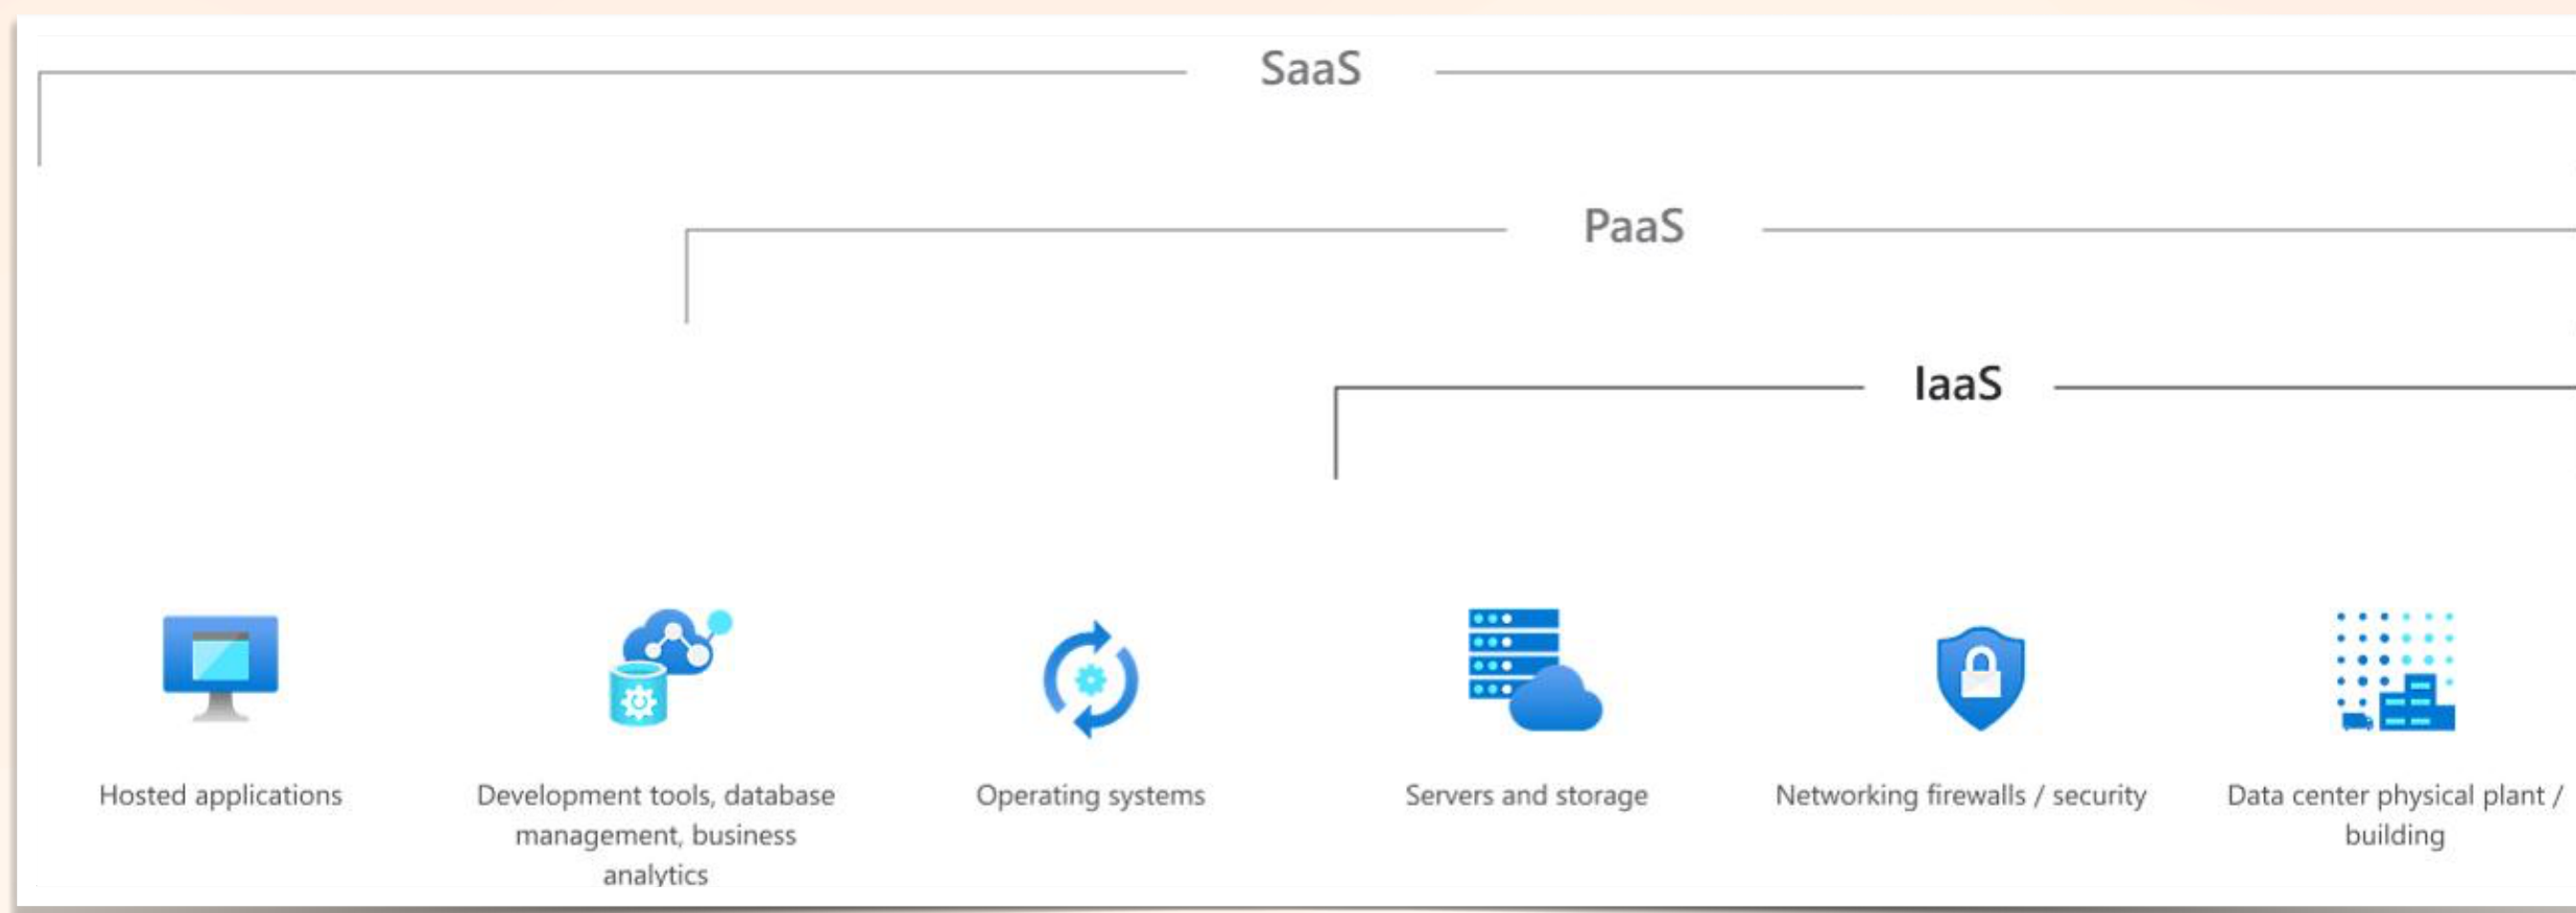 SaaS
PaaS
IaaS
Hosted applications
Development tools, database
management, business
analytics
Operating systems
Servers and storage
Networking firewalls / security
Data center physical plant /
building